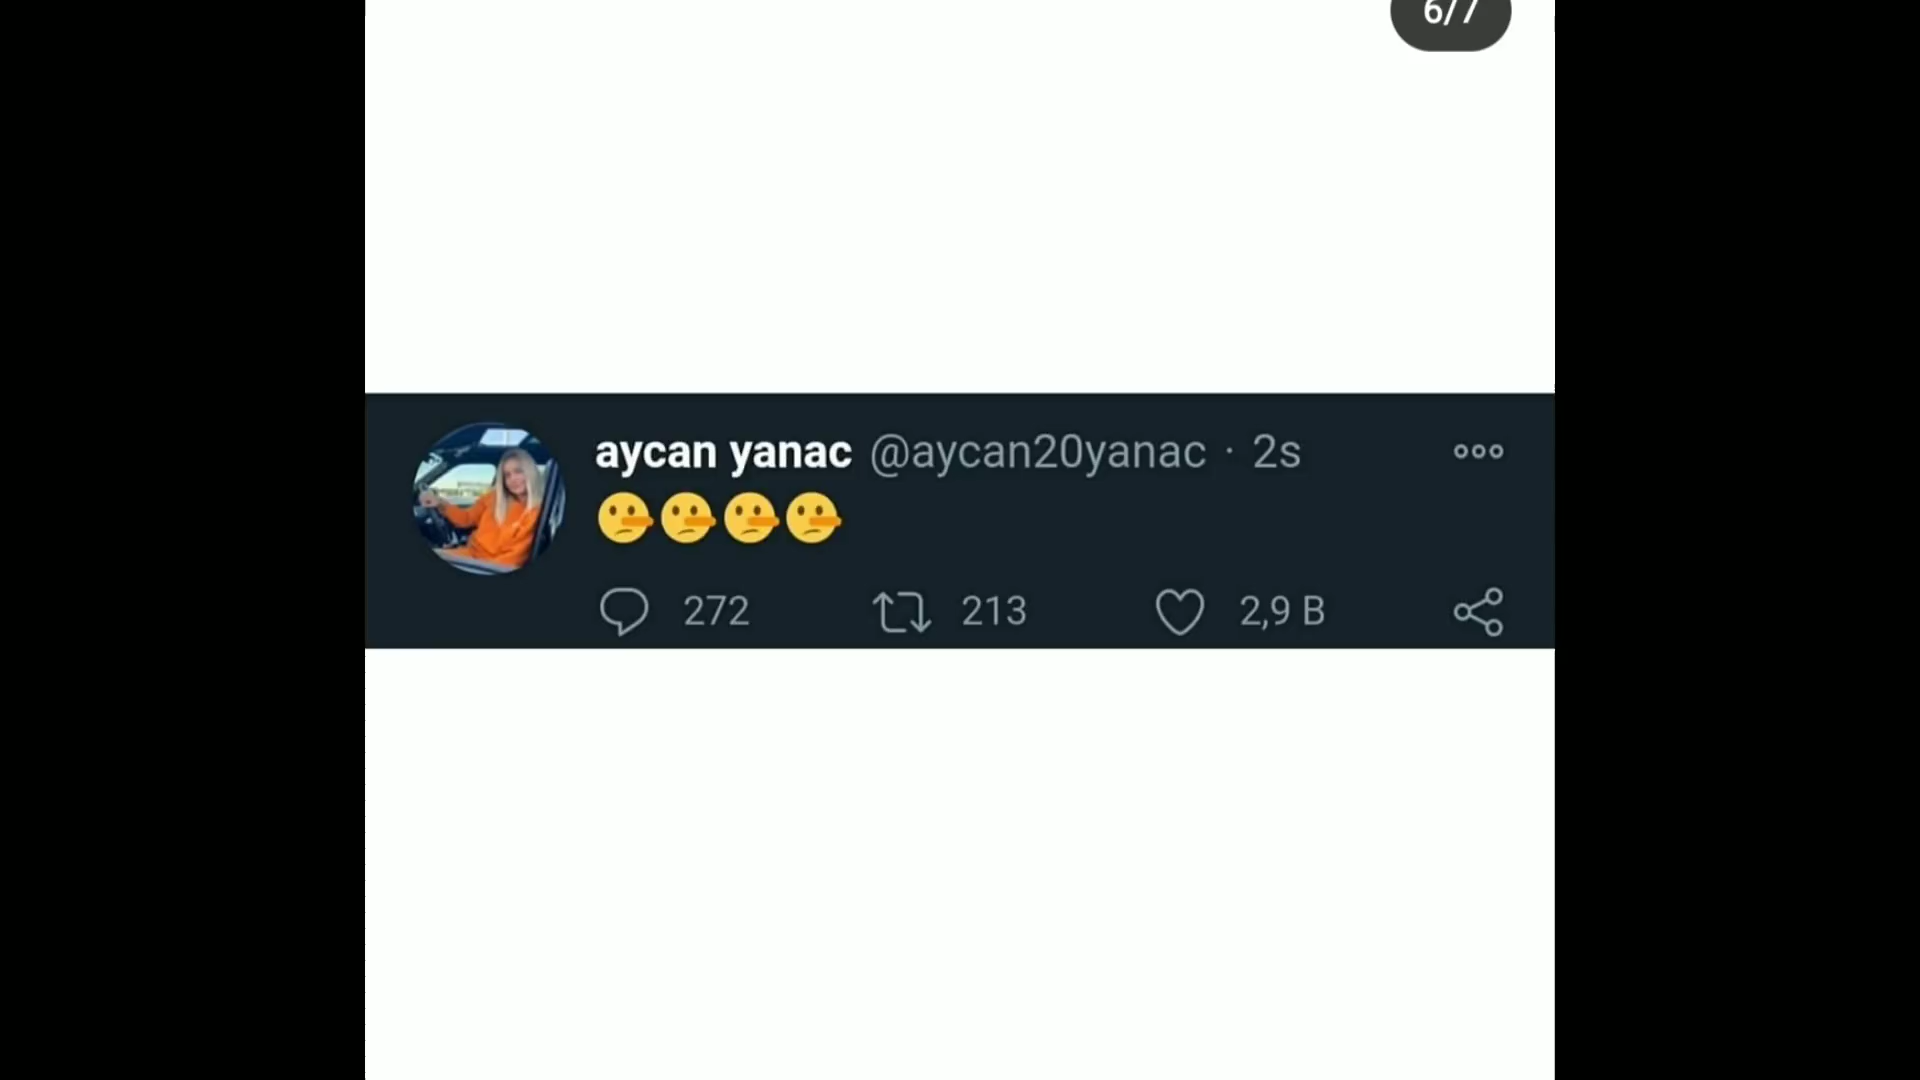 6/7
aycan yanac @aycan20yanac · 2s
🤥🤥🤥🤥
272 213 2,9 B